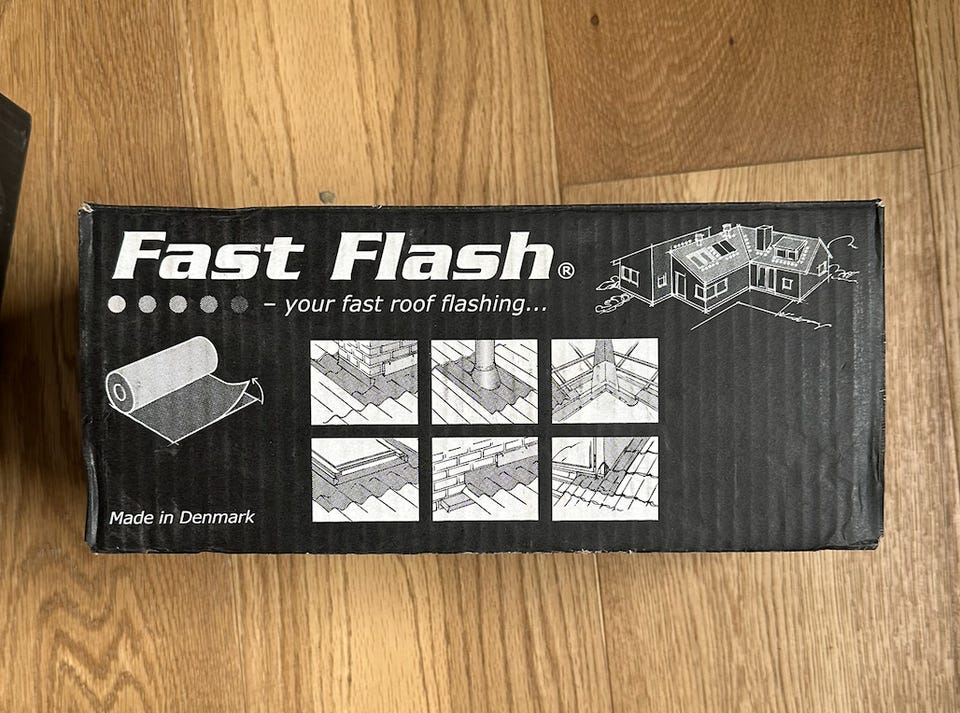 Fast Flash®
– your fast roof flashing...
Made in Denmark